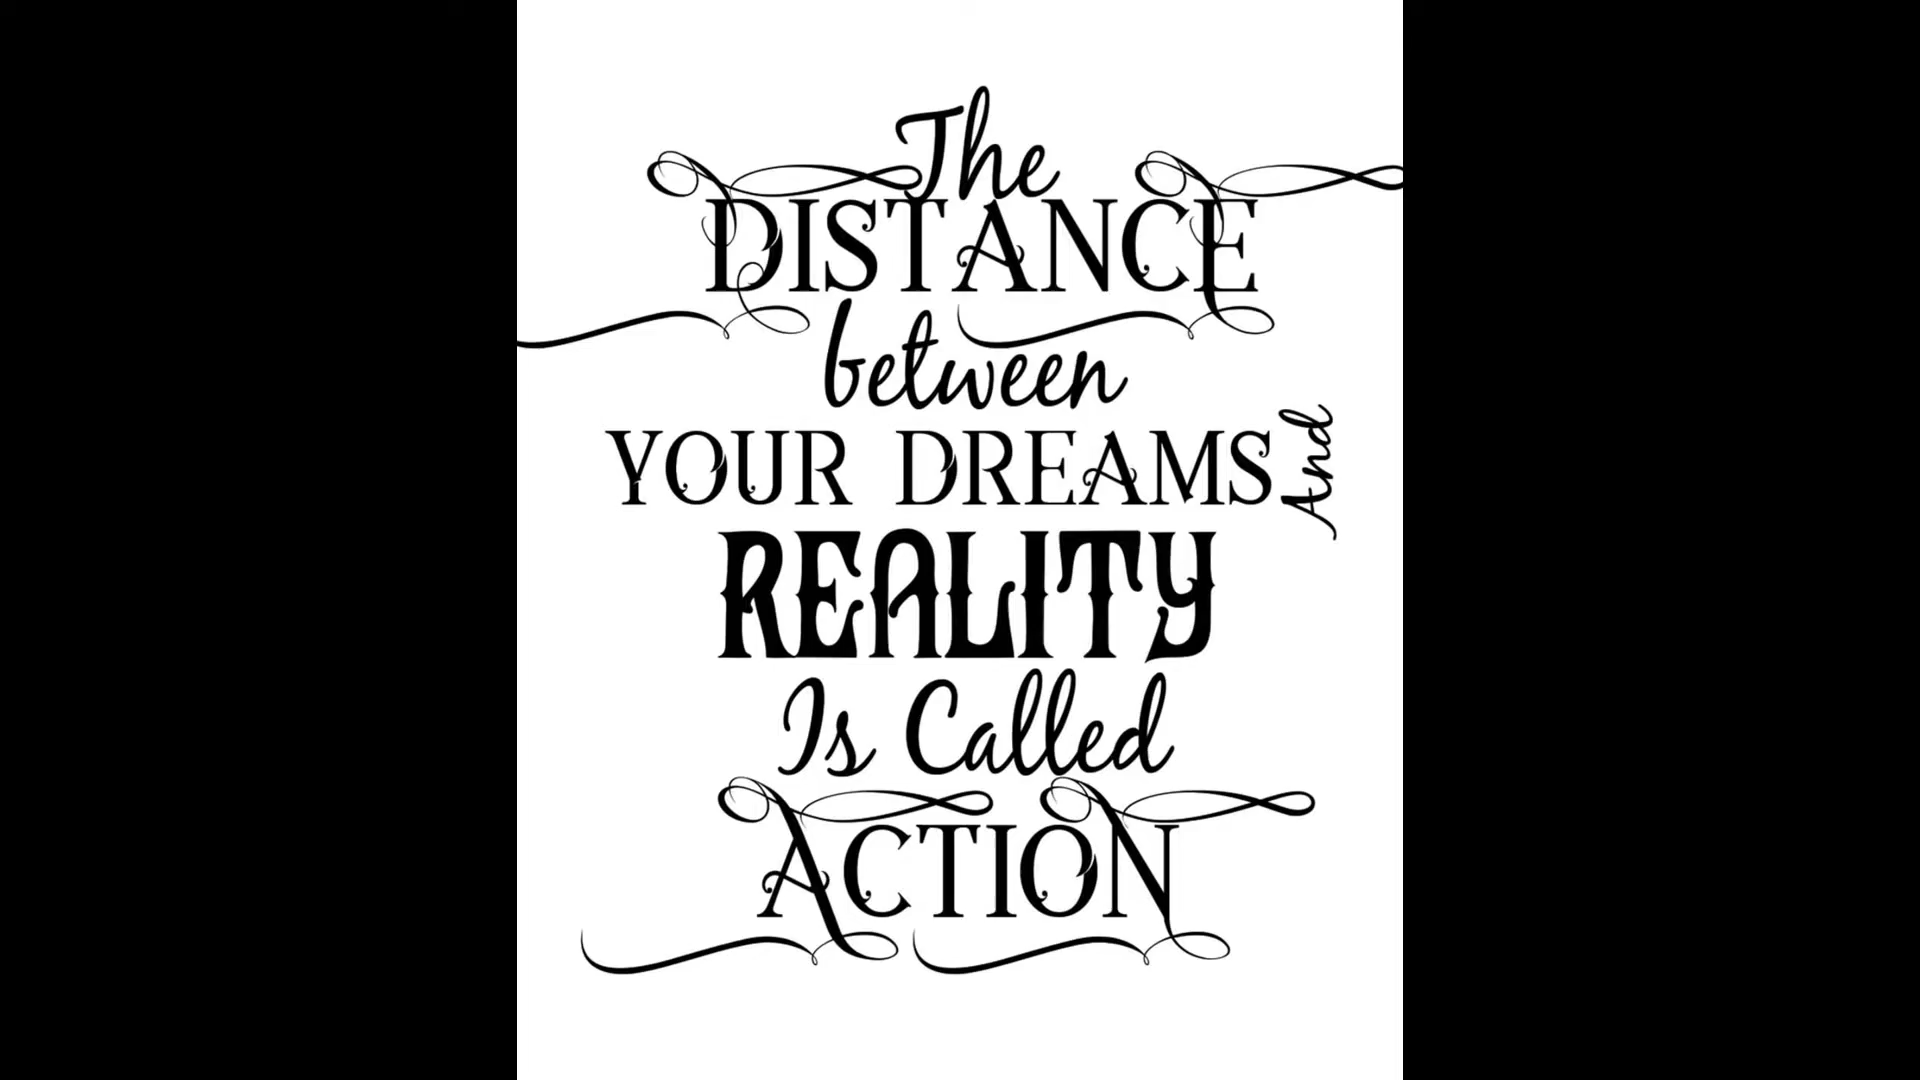 The
DISTANCE
between
YOUR DREAMS And
REALITY
Is Called
ACTION